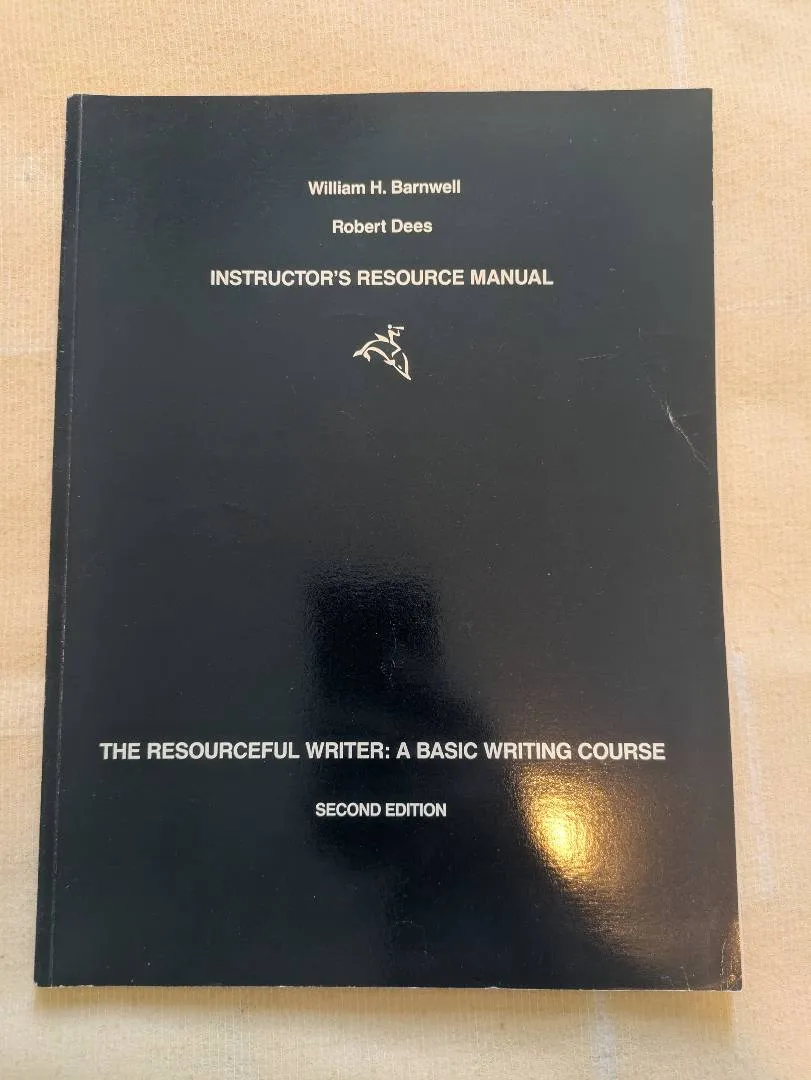 William H. Barnwell
Robert Dees
INSTRUCTOR'S RESOURCE MANUAL
THE RESOURCEFUL WRITER: A BASIC WRITING COURSE
SECOND EDITION